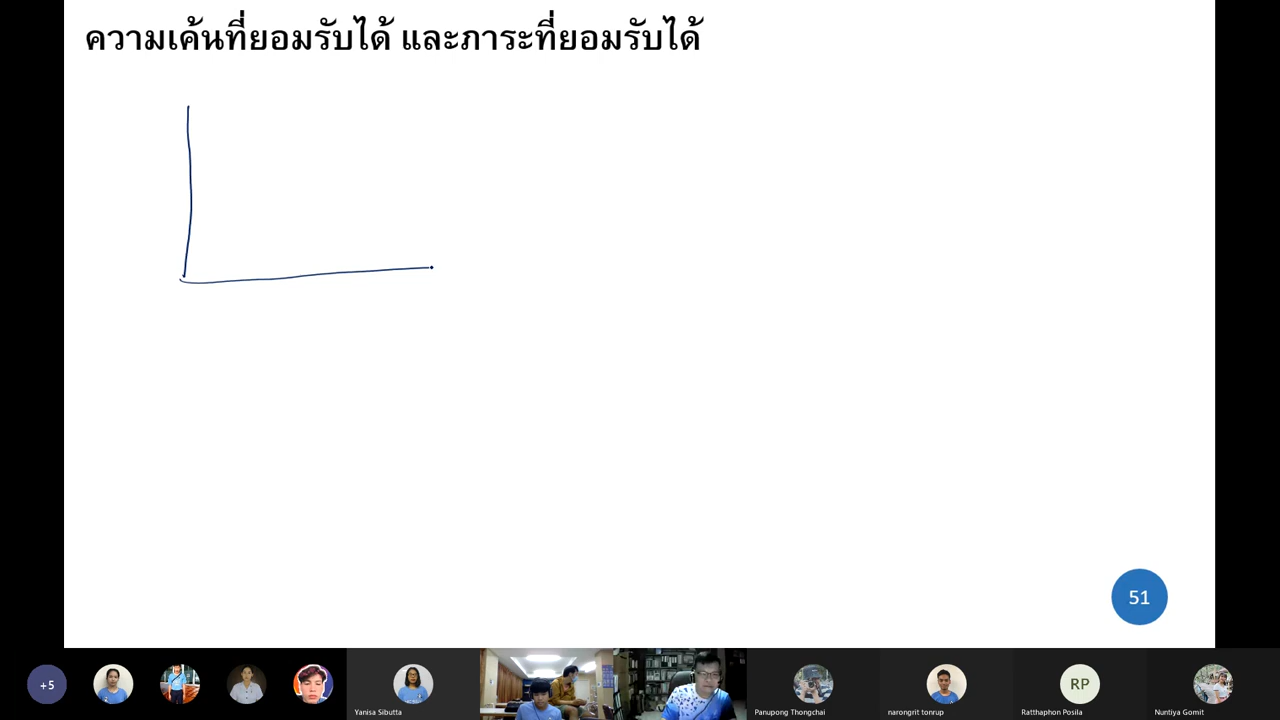 ความเค้นที่ยอมรับได้ และภาระที่ยอมรับได้
51
+5
Yanisa Sibutta
Panupong Thongchai
narongrit tonrup
RP
Ratthaphon Posila
Nuntiya Gomit